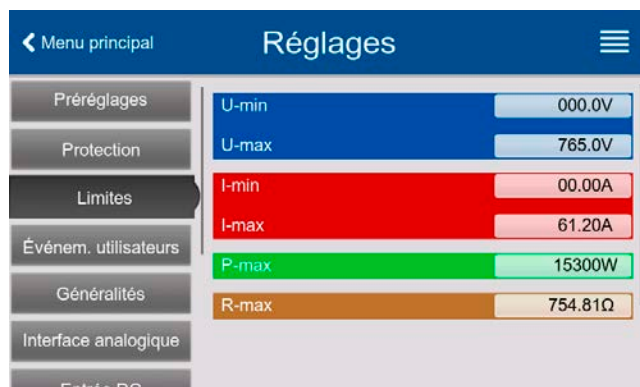 Menu principal
Réglages
Préréglages
Protection
Limites
Événem. utilisateurs
Généralités
Interface analogique
U-min 000.0V
U-max 765.0V
I-min 00.00A
I-max 61.20A
P-max 15300W
R-max 754.81Ω